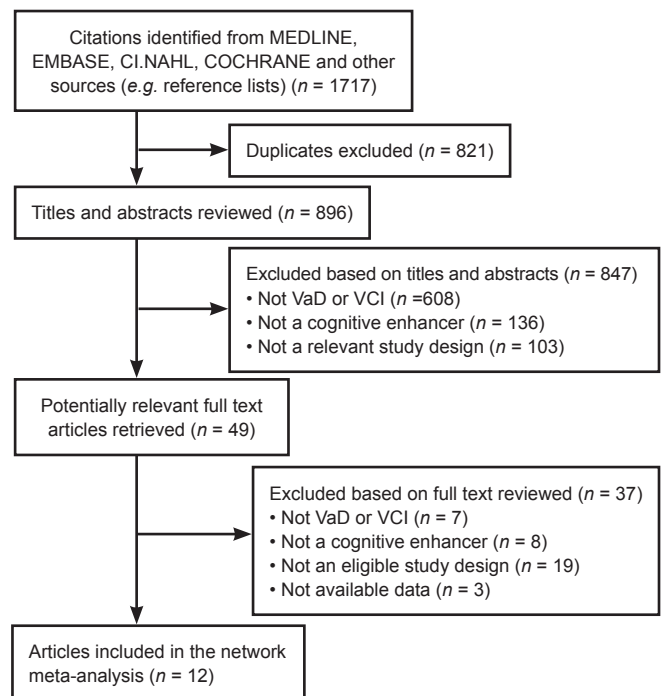 Citations identified from MEDLINE,
EMBASE, CI.NAHL, COCHRANE and other
sources (e.g. reference lists) (n = 1717)
Duplicates excluded (n = 821)
Titles and abstracts reviewed (n = 896)
Excluded based on titles and abstracts (n = 847)
• Not VaD or VCI (n =608)
• Not a cognitive enhancer (n = 136)
• Not a relevant study design (n = 103)
Potentially relevant full text
articles retrieved (n = 49)
Excluded based on full text reviewed (n = 37)
• Not VaD or VCI (n = 7)
• Not a cognitive enhancer (n = 8)
• Not an eligible study design (n = 19)
• Not available data (n = 3)
Articles included in the network
meta-analysis (n = 12)